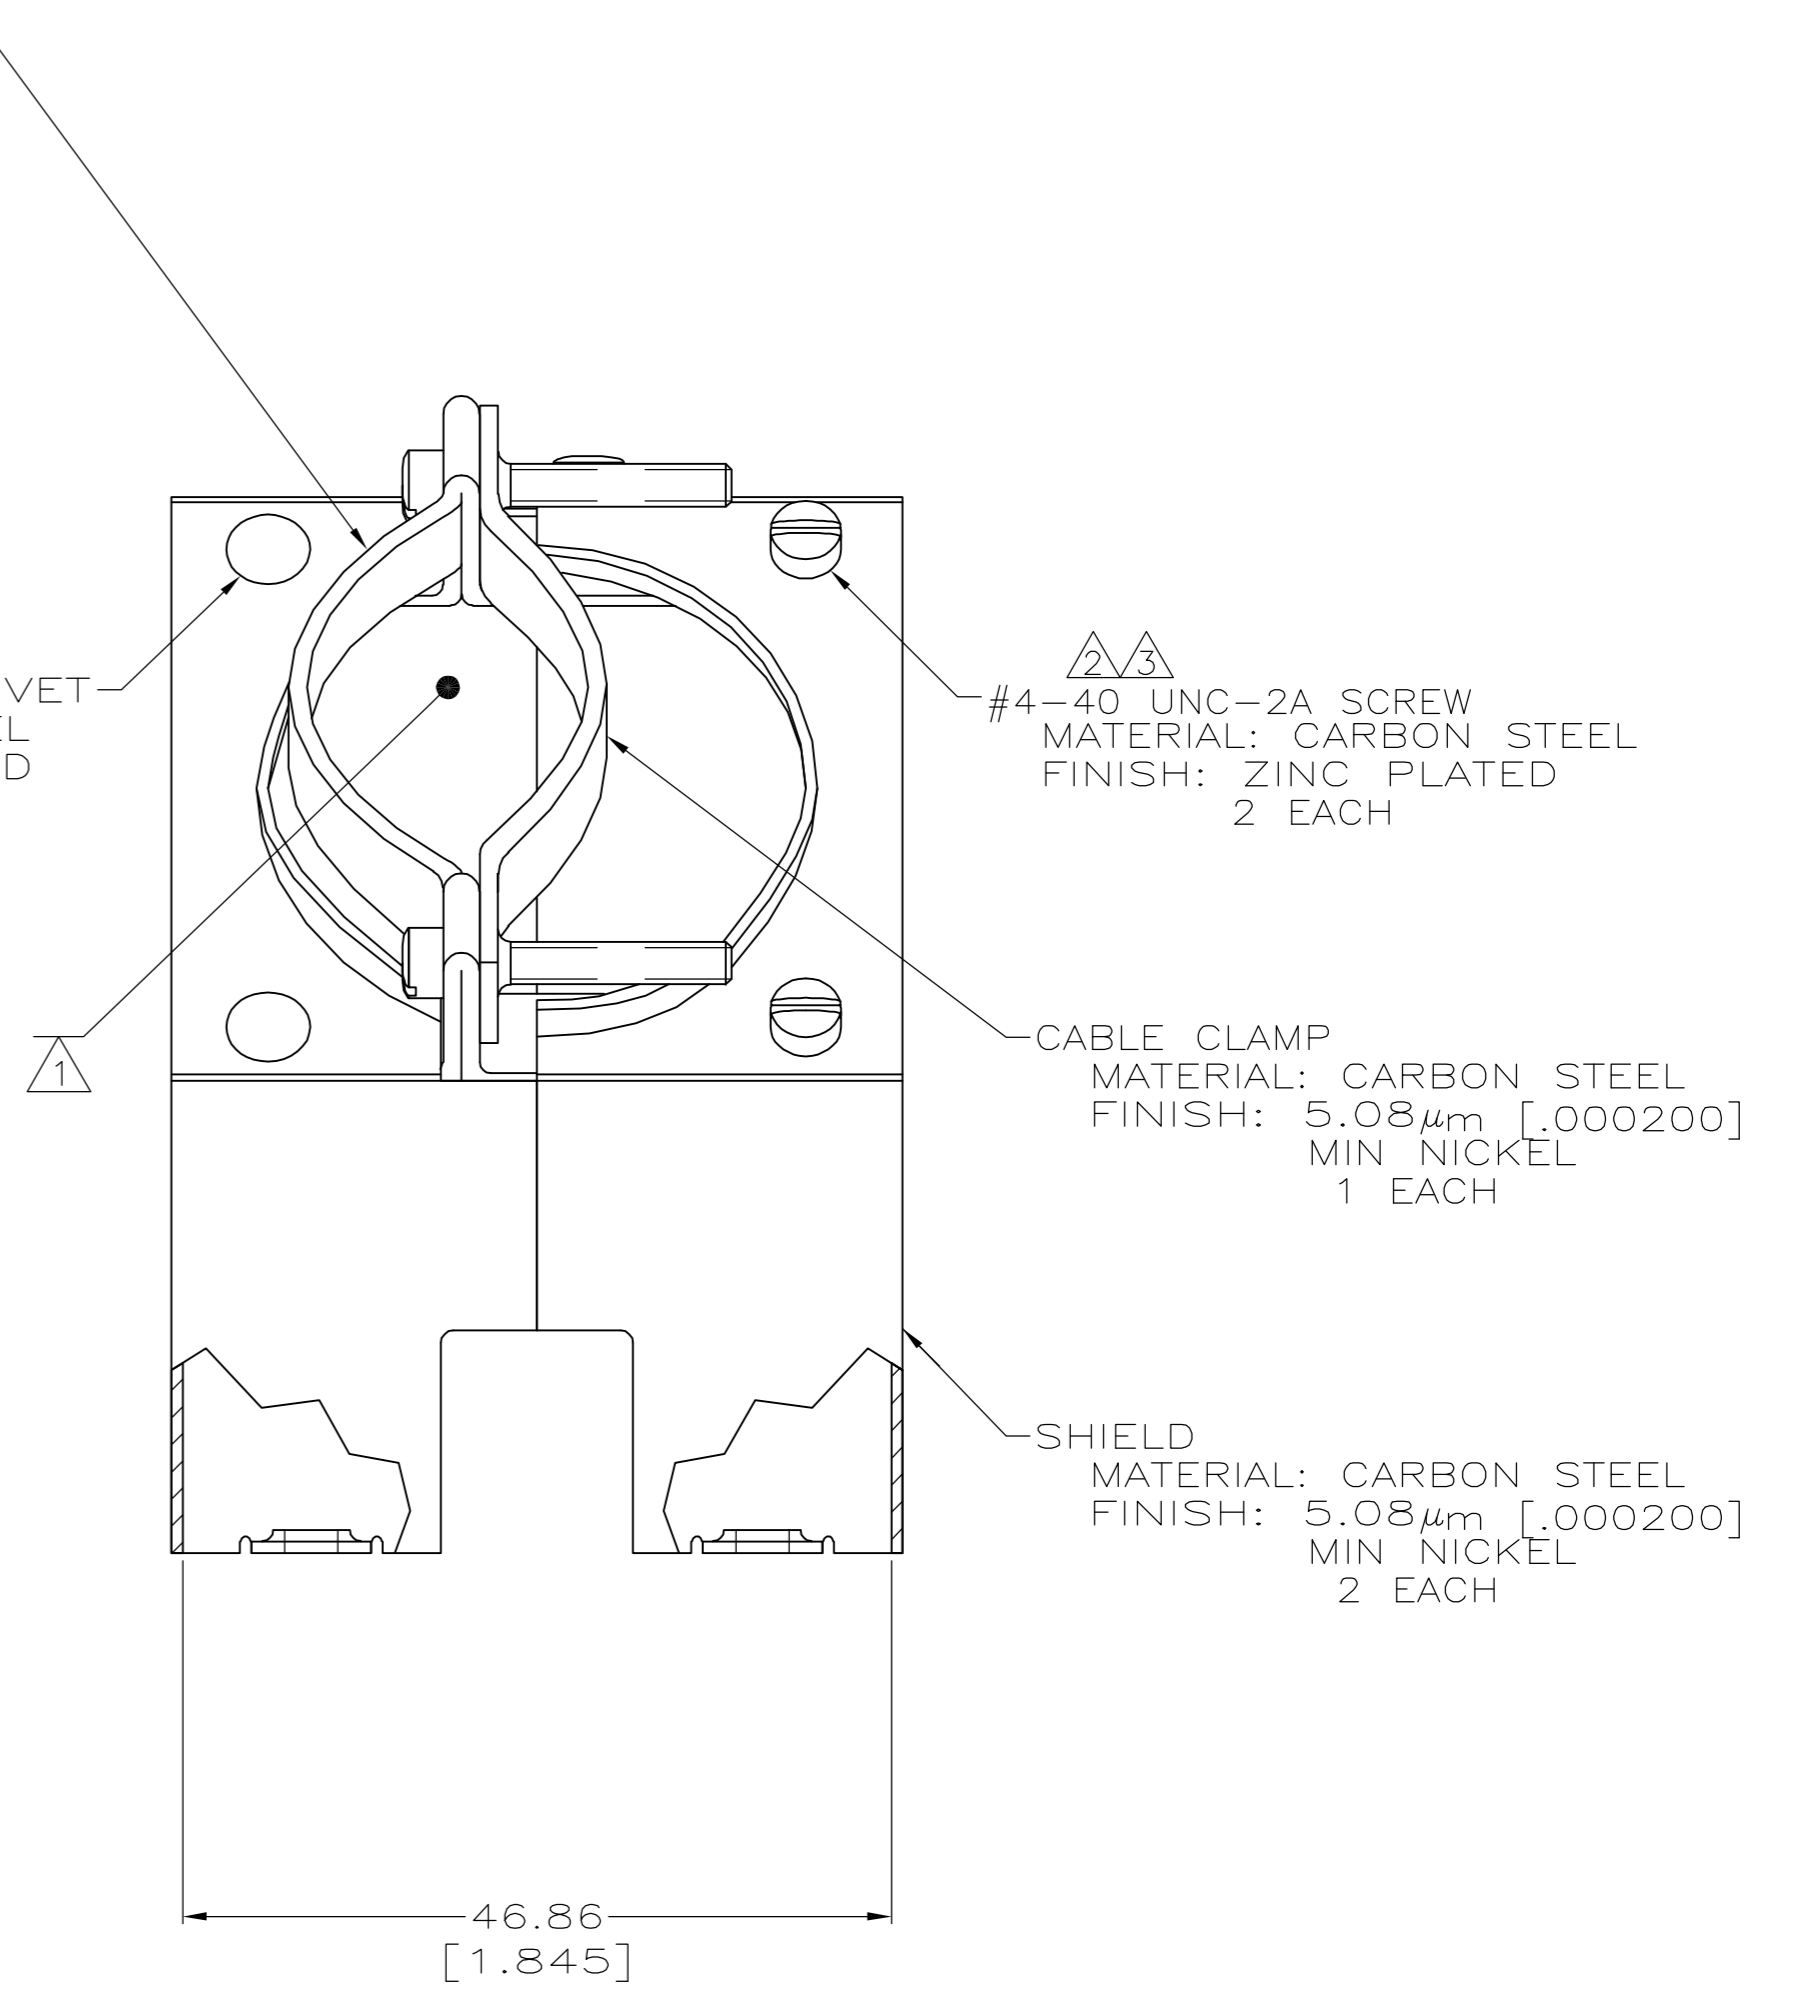 2 3
#4-40 UNC-2A SCREW
MATERIAL: CARBON STEEL
FINISH: ZINC PLATED
2 EACH
VET
EL
D
1
CABLE CLAMP
MATERIAL: CARBON STEEL
FINISH: 5.08μm [.000200]
MIN NICKEL
1 EACH
SHIELD
MATERIAL: CARBON STEEL
FINISH: 5.08μm [.000200]
MIN NICKEL
2 EACH
46.86
[1.845]